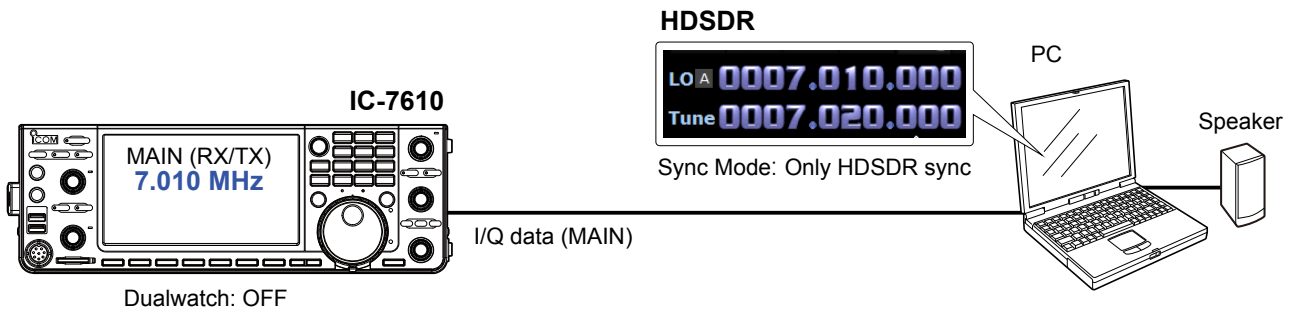 HDSDR
PC
LO A 0007.010.000
Tune 0007.020.000
IC-7610
Speaker
ICOM
MAIN (RX/TX)
7.010 MHz
Sync Mode: Only HDSDR sync
I/Q data (MAIN)
Dualwatch: OFF